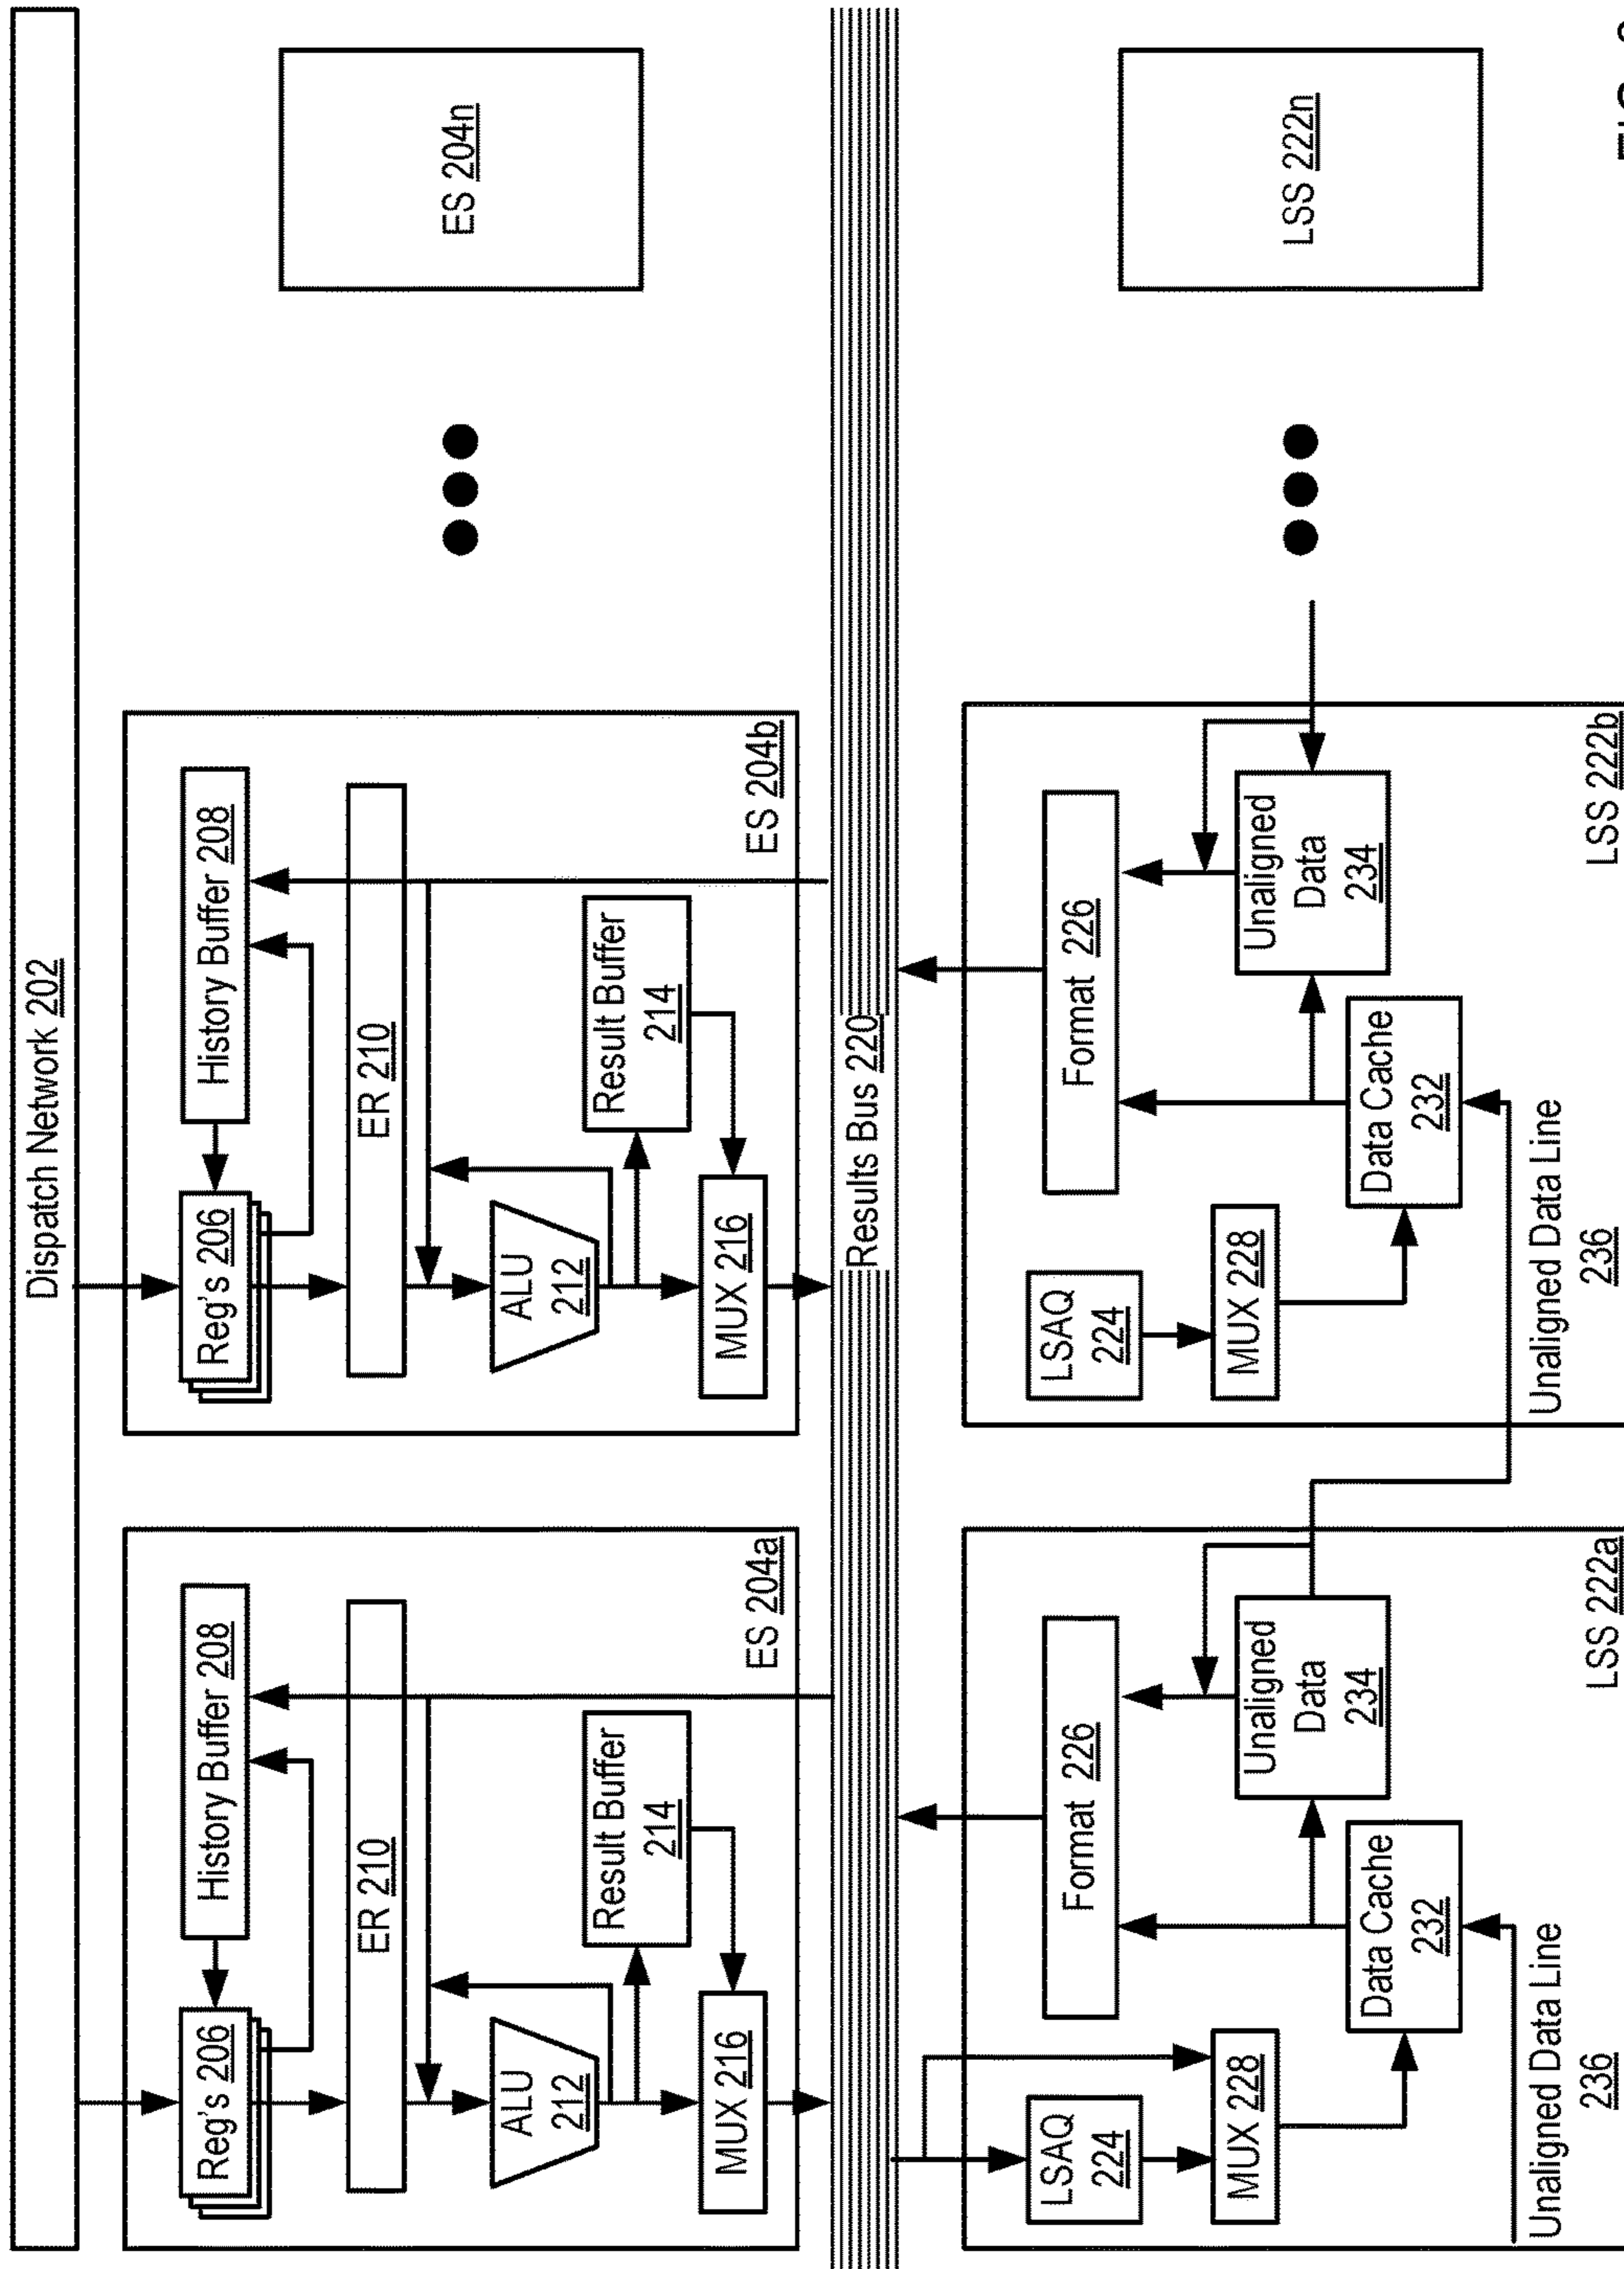 Dispatch Network 202
Reg's 206
History Buffer 208
ER 210
ALU
212
Result Buffer
214
MUX 216
ES 204a
Reg's 206
History Buffer 208
ER 210
ALU
212
Result Buffer
214
MUX 216
ES 204b
ES 204n
Results Bus 220
LSAQ
224
MUX 228
Format 226
Data Cache
232
Unaligned
Data
234
Unaligned Data Line
236
LSS 222a
LSAQ
224
MUX 228
Format 226
Data Cache
232
Unaligned
Data
234
Unaligned Data Line
236
LSS 222b
LSS 222n